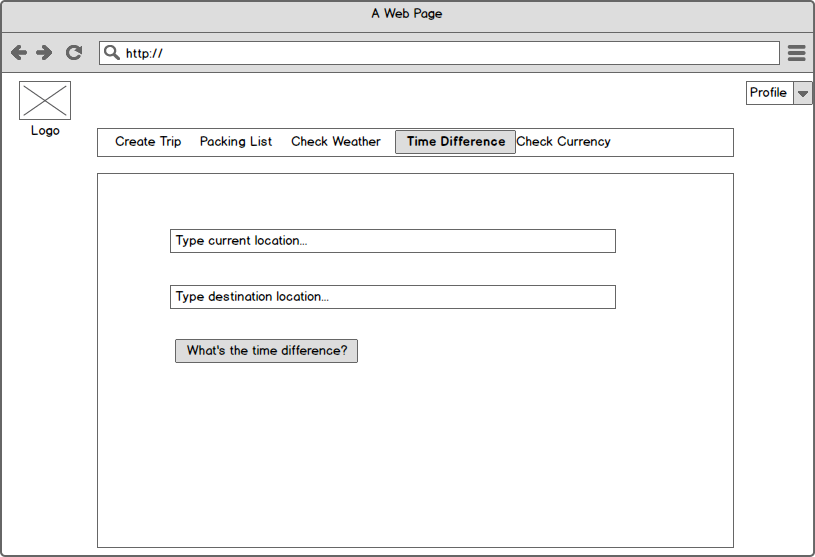 A Web Page
http://
Profile
Logo
Create Trip Packing List Check Weather Time Difference Check Currency
Type current location...
Type destination location...
What's the time difference?